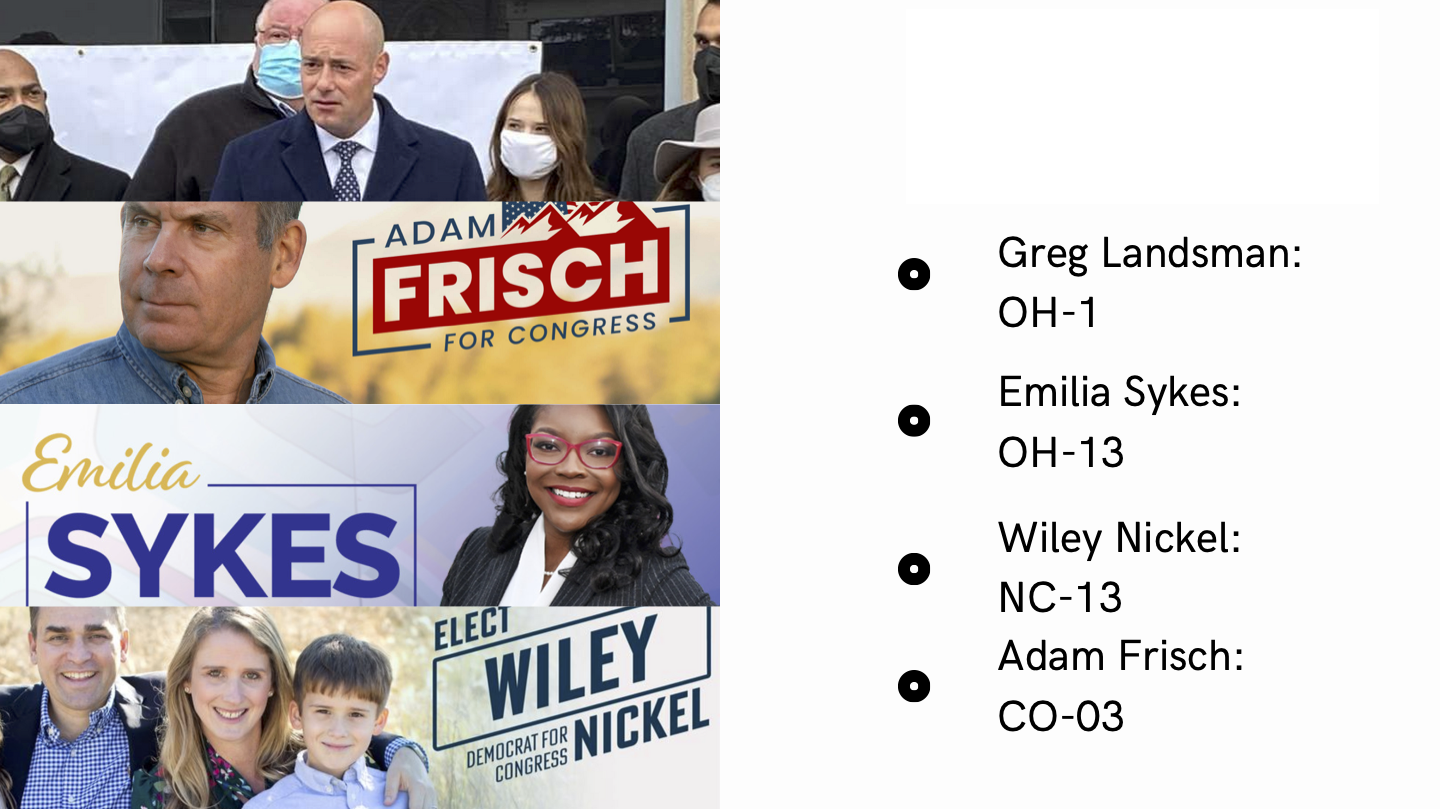 ADAM
FRISCH
FOR CONGRESS
Emilia
SYKES
ELECT
WILEY
NICKEL
DEMOCRAT FOR
CONGRESS
Greg Landsman:
OH-1
Emilia Sykes:
OH-13
Wiley Nickel:
NC-13
Adam Frisch:
CO-03